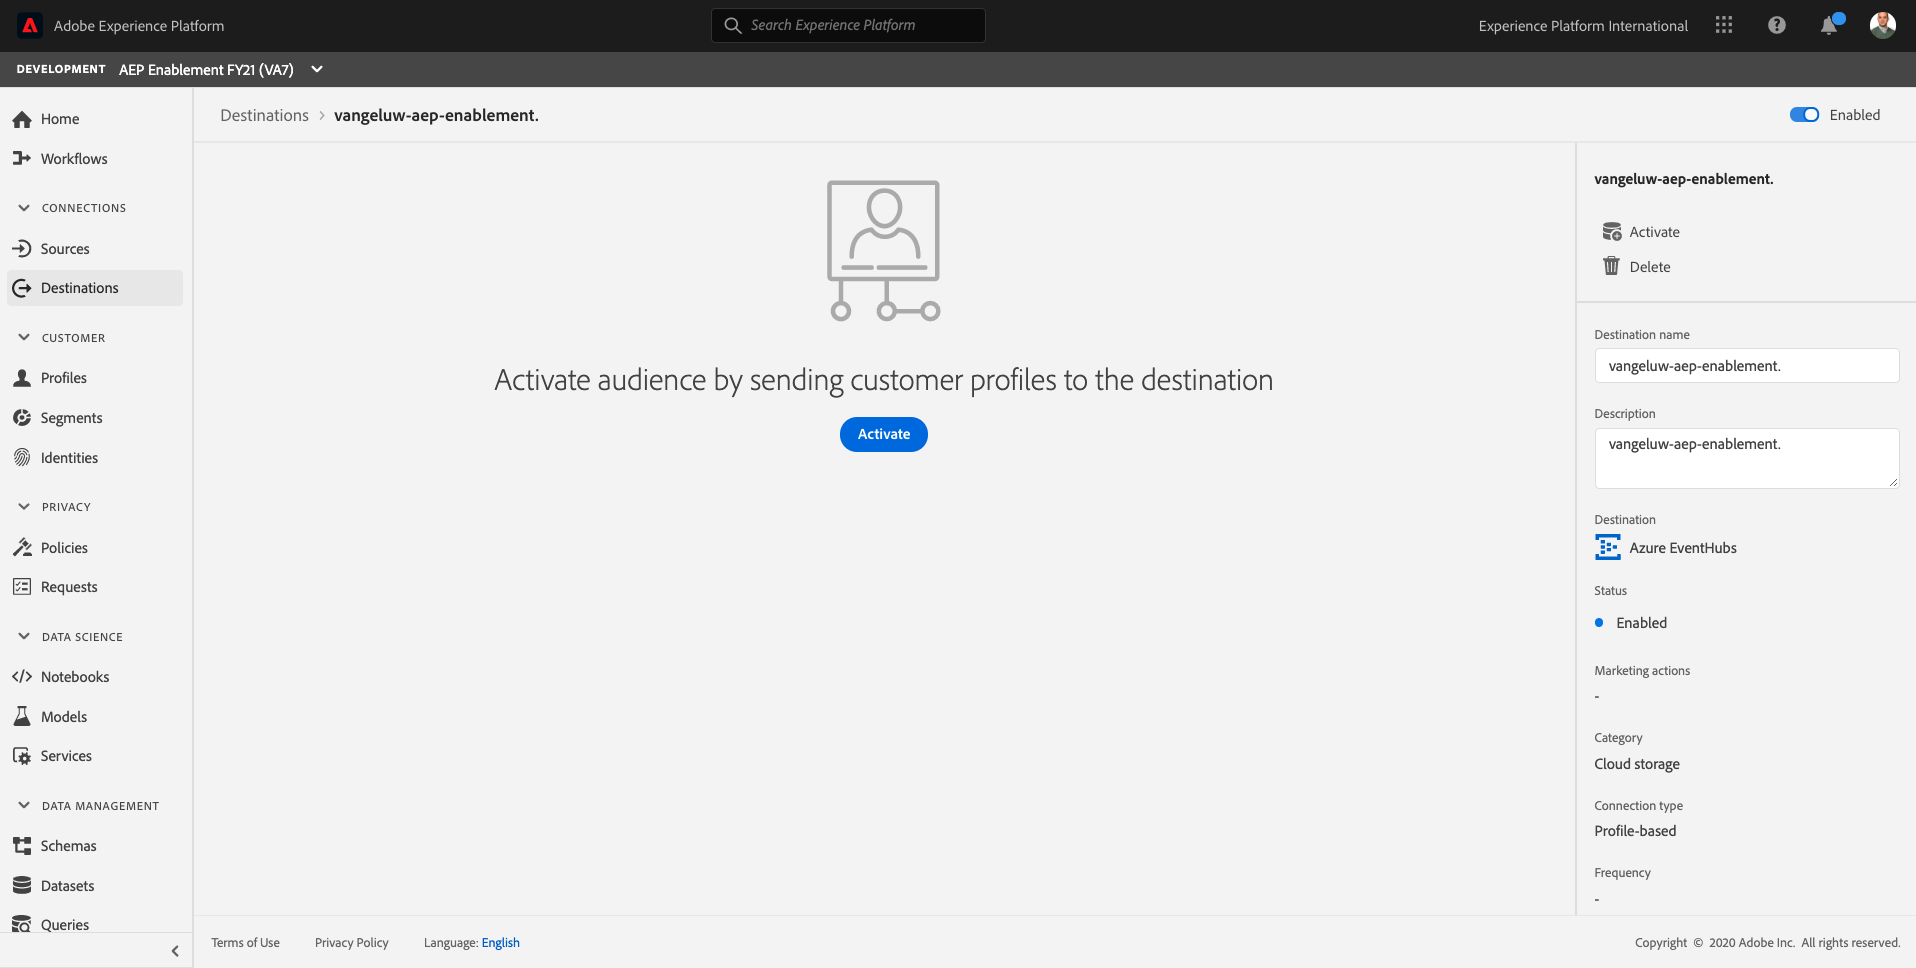 Adobe Experience Platform
Search Experience Platform
Experience Platform International
DEVELOPMENT AEP Enablement FY21 (VA7)
Home
Workflows
CONNECTIONS
Sources
Destinations
CUSTOMER
Profiles
Segments
Identities
PRIVACY
Policies
Requests
DATA SCIENCE
Notebooks
Models
Services
DATA MANAGEMENT
Schemas
Datasets
Queries
Destinations > vangeluw-aep-enablement.
Enabled
Activate audience by sending customer profiles to the destination
Activate
vangeluw-aep-enablement.
Activate
Delete
Destination name
vangeluw-aep-enablement.
Description
vangeluw-aep-enablement.
Destination
Azure EventHubs
Status
Enabled
Marketing actions
-
Category
Cloud storage
Connection type
Profile-based
Frequency
-
Terms of Use Privacy Policy Language: English
Copyright © 2020 Adobe Inc. All rights reserved.